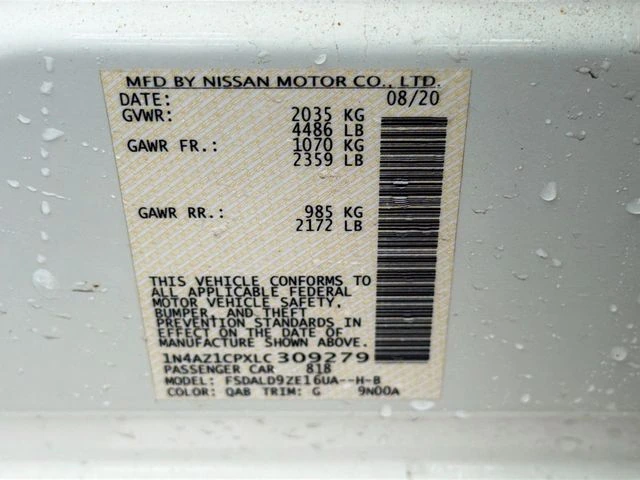 MFD BY NISSAN MOTOR CO., LTD.
DATE: 08/20
GVWR: 2035 KG
4486 LB
GAWR FR.: 1070 KG
2359 LB
GAWR RR.: 985 KG
2172 LB
THIS VEHICLE CONFORMS TO
ALL APPLICABLE FEDERAL
MOTOR VEHICLE SAFETY,
BUMPER, AND THEFT
PREVENTION STANDARDS IN
EFFECT ON THE DATE OF
MANUFACTURE SHOWN ABOVE.
1N4AZ1CPXLC 309279
PASSENGER CAR 818
MODEL: FSDALD9ZE16UA--H-B
COLOR: QAB TRIM: G 9N00A